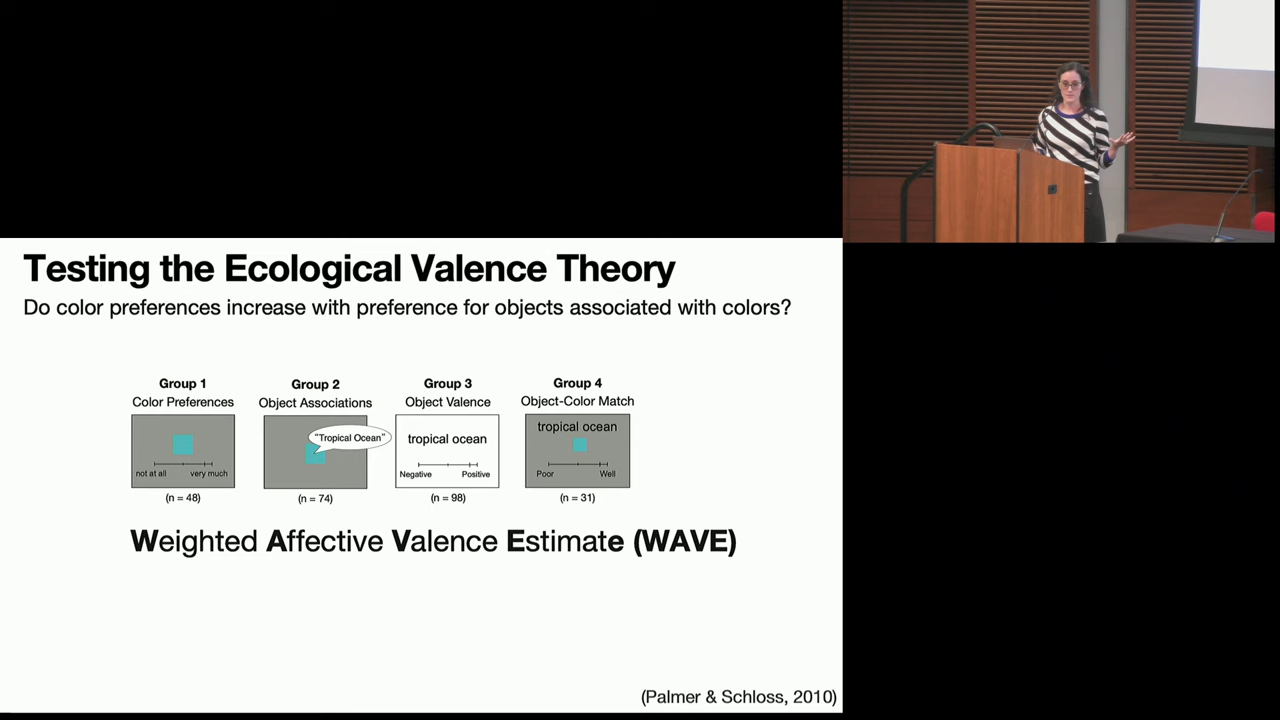 Testing the Ecological Valence Theory
Do color preferences increase with preference for objects associated with colors?
Group 1
Color Preferences
not at all very much
(n = 48)
Group 2
Object Associations
"Tropical Ocean"
(n = 74)
Group 3
Object Valence
tropical ocean
Negative Positive
(n = 98)
Group 4
Object-Color Match
tropical ocean
Poor Well
(n = 31)
Weighted Affective Valence Estimate (WAVE)
(Palmer & Schloss, 2010)